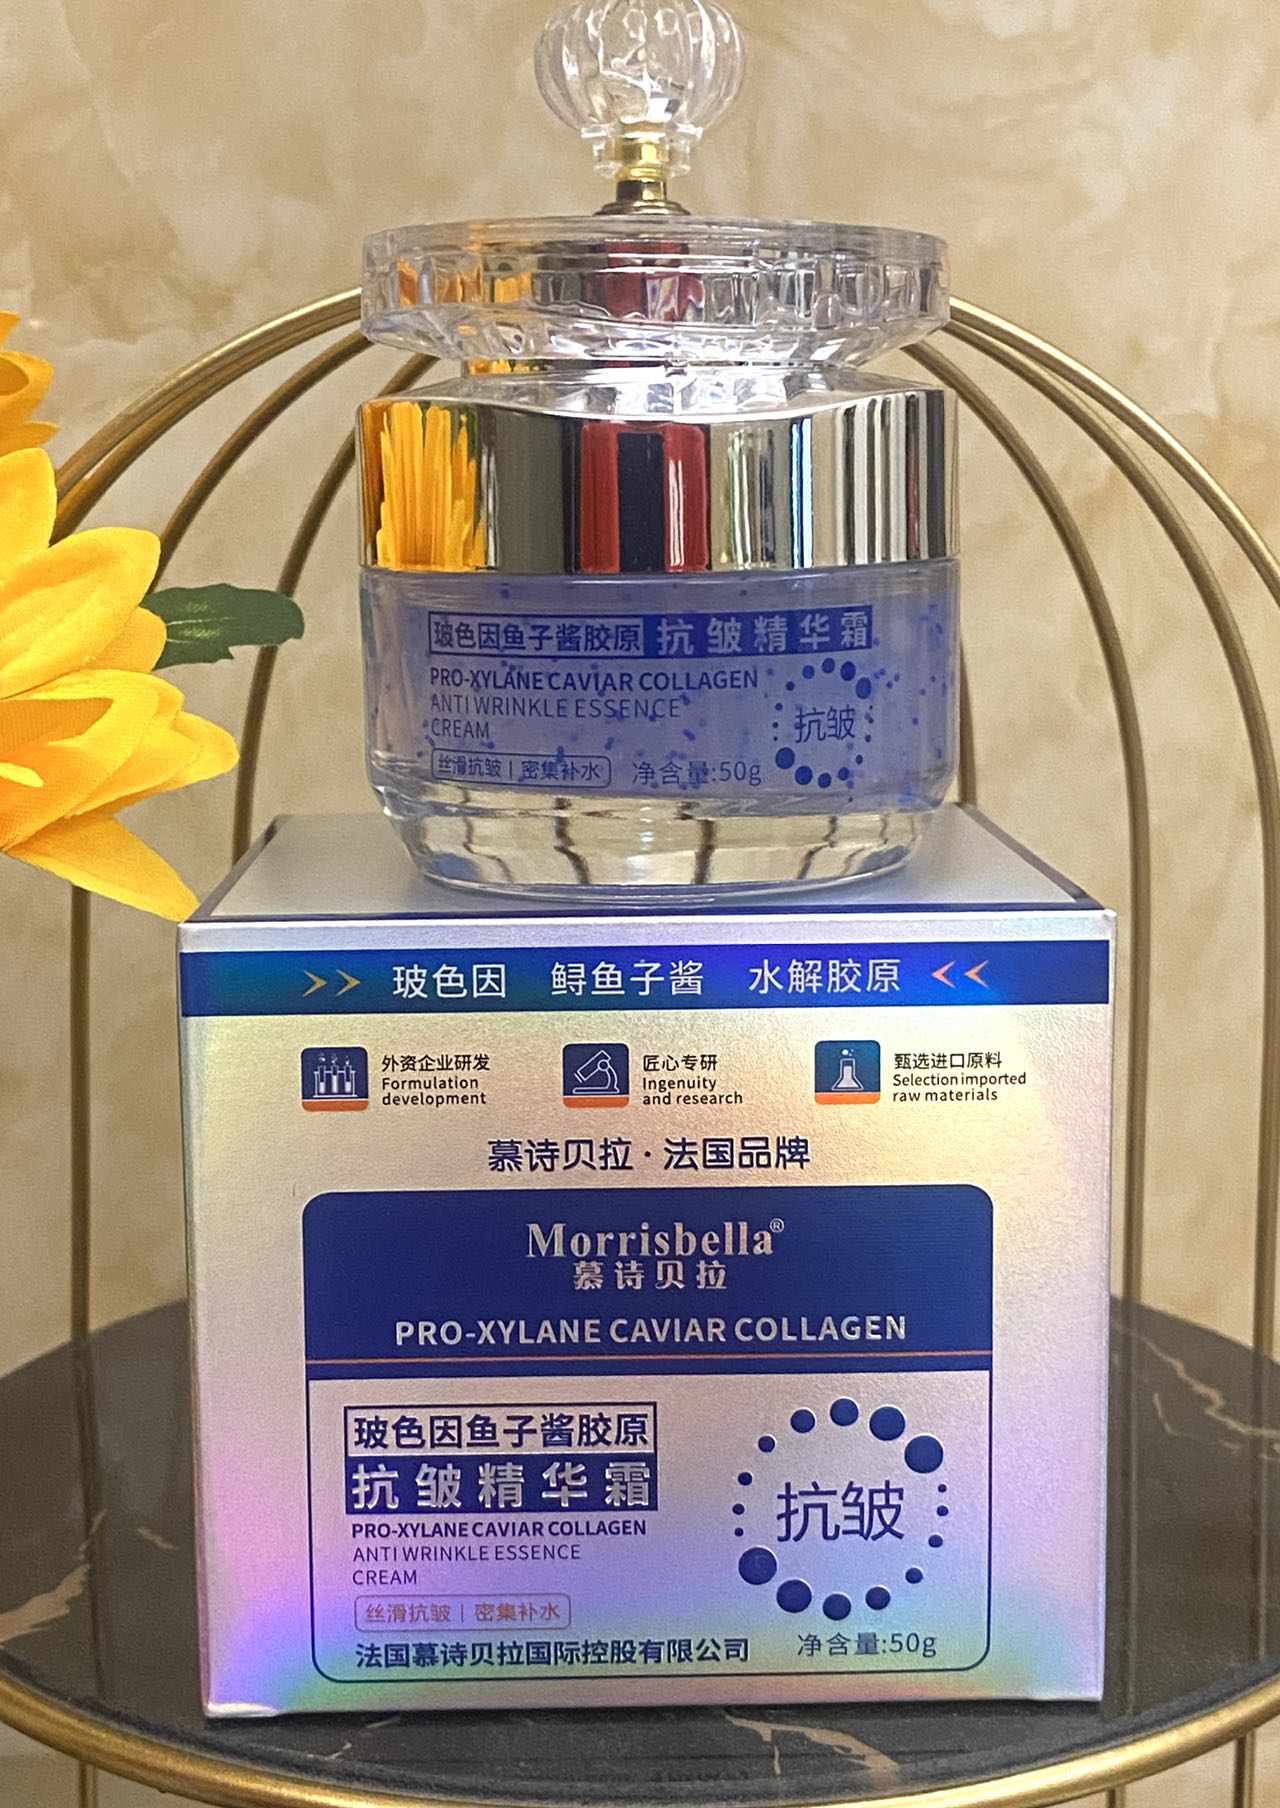 玻色因鱼子酱胶原 抗皱精华霜
PRO-XYLANE CAVIAR COLLAGEN
ANTI WRINKLE ESSENCE
CREAM
丝滑抗皱 | 密集补水 净含量:50g
抗皱
>> 玻色因 鲟鱼子酱 水解胶原 <<
外资企业研发
Formulation
development
匠心专研
Ingenuity
and research
甄选进口原料
Selection imported
raw materials
慕诗贝拉·法国品牌
Morrisbella®
慕诗贝拉
PRO-XYLANE CAVIAR COLLAGEN
玻色因鱼子酱胶原
抗皱精华霜
PRO-XYLANE CAVIAR COLLAGEN
ANTI WRINKLE ESSENCE
CREAM
丝滑抗皱 | 密集补水
抗皱
法国慕诗贝拉国际控股有限公司
净含量:50g